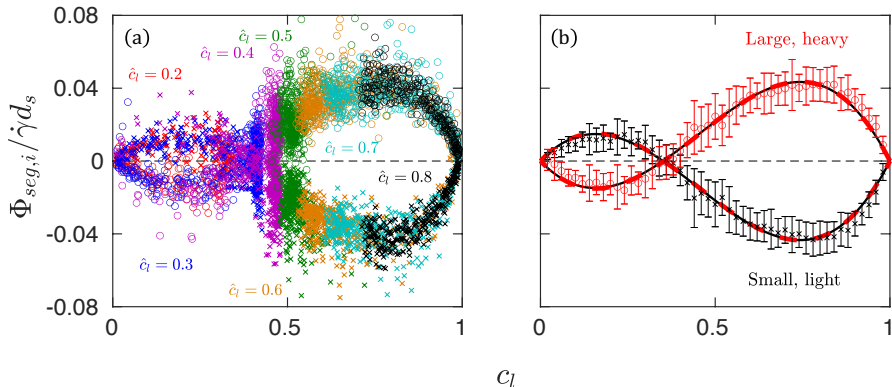 (a)
ĉ_l = 0.5
ĉ_l = 0.4
ĉ_l = 0.2
ĉ_l = 0.7
ĉ_l = 0.8
ĉ_l = 0.3
ĉ_l = 0.6
0.08
0.04
0
-0.04
-0.08
0
0.5
1
Φ_{seg,i}/γ̇d_s
(b)
Large, heavy
Small, light
0
0.5
1
c_l